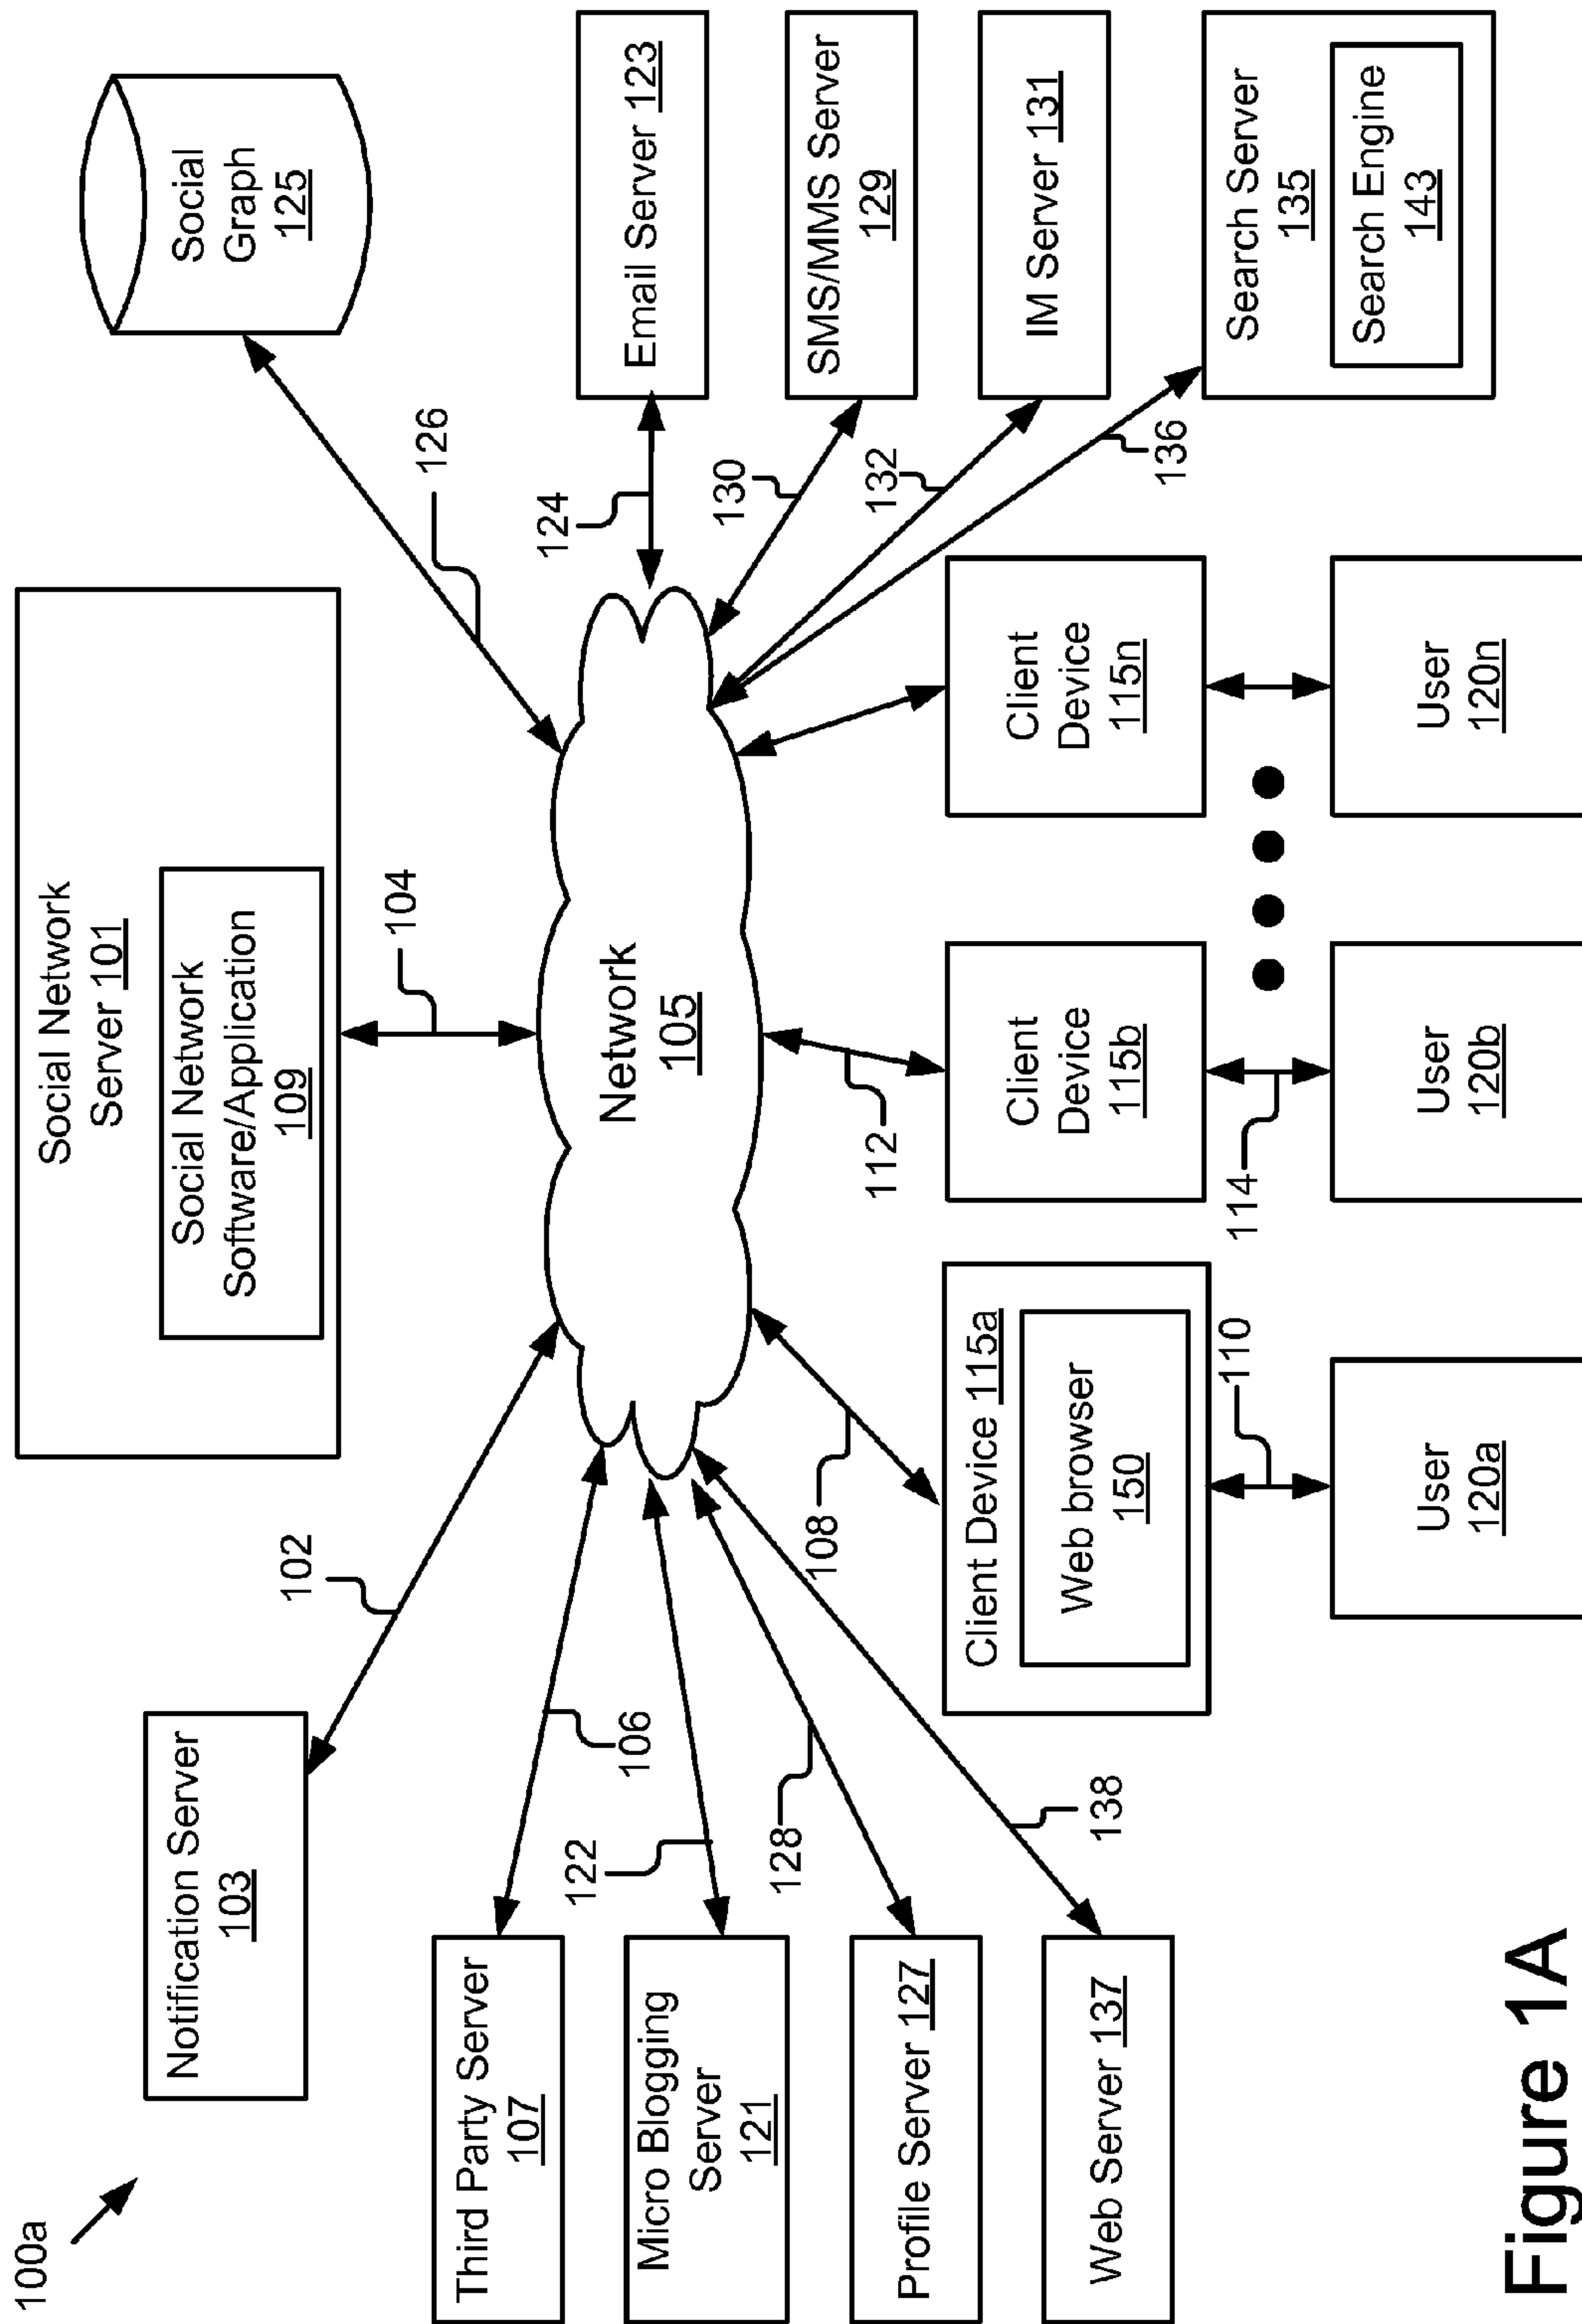 100a
Social Network
Server 101
Social Network
Software/Application
109
Social
Graph
125
Notification Server
103
102
104
126
Third Party Server
107
106
Micro Blogging
Server
121
122
Profile Server 127
128
Web Server 137
138
Network
105
124
Email Server 123
130
SMS/MMS Server
129
132
IM Server 131
136
Search Server
135
Search Engine
143
108
112
Client Device 115a
Web browser
150
Client
Device
115b
Client
Device
115n
110
114
User
120a
User
120b
User
120n
Figure 1A